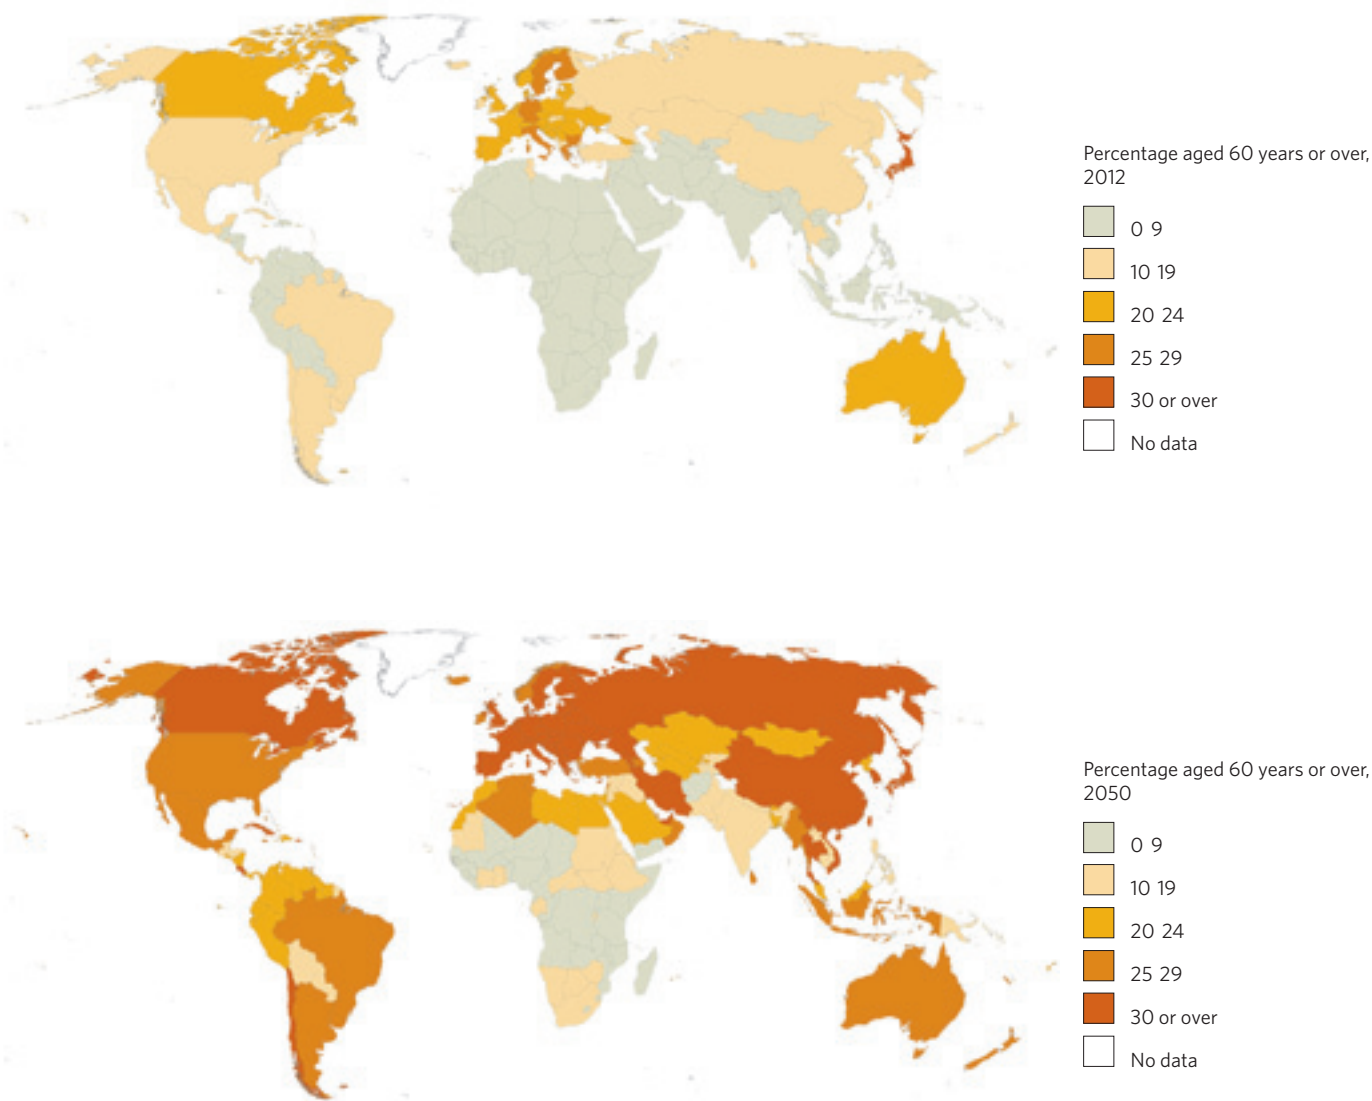 Percentage aged 60 years or over,
2012
0 9
10 19
20 24
25 29
30 or over
No data
Percentage aged 60 years or over,
2050
0 9
10 19
20 24
25 29
30 or over
No data